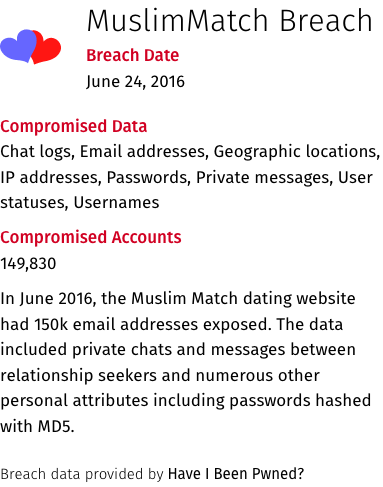 MuslimMatch Breach
Breach Date
June 24, 2016
Compromised Data
Chat logs, Email addresses, Geographic locations,
IP addresses, Passwords, Private messages, User
statuses, Usernames
Compromised Accounts
149,830
In June 2016, the Muslim Match dating website
had 150k email addresses exposed. The data
included private chats and messages between
relationship seekers and numerous other
personal attributes including passwords hashed
with MD5.
Breach data provided by Have I Been Pwned?